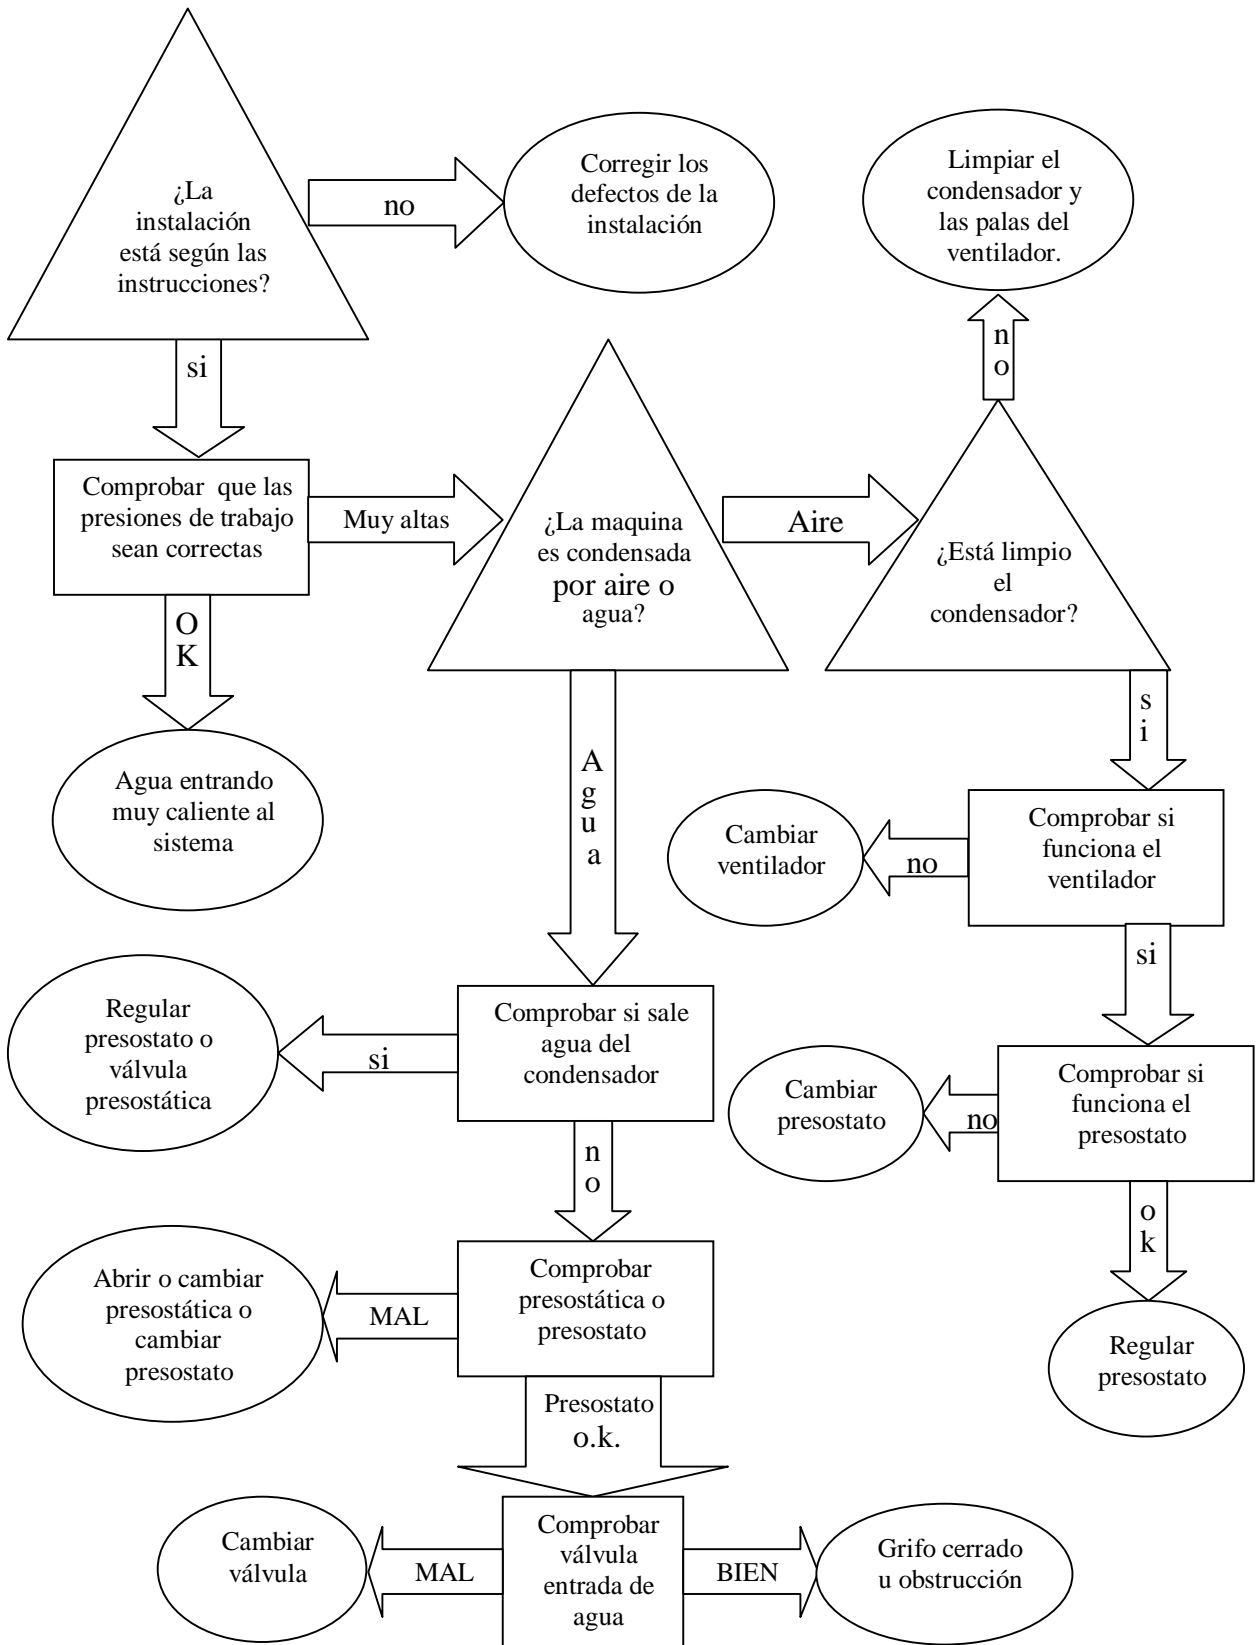 ¿La
instalación
está según las
instrucciones?
no
Corregir los
defectos de la
instalación
Limpiar el
condensador y
las palas del
ventilador.
si
n
o
Comprobar que las
presiones de trabajo
sean correctas
Muy altas
¿La maquina
es condensada
por aire o
agua?
Aire
¿Está limpio
el
condensador?
O
K
s
i
Agua entrando
muy caliente al
sistema
A
g
u
a
Cambiar
ventilador
no
Comprobar si
funciona el
ventilador
si
Regular
presostato o
válvula
presostática
si
Comprobar si sale
agua del
condensador
Cambiar
presostato
no
Comprobar si
funciona el
presostato
n
o
o
k
Abrir o cambiar
presostática o
cambiar
presostato
MAL
Comprobar
presostática o
presostato
Regular
presostato
Presostato
o.k.
Cambiar
válvula
MAL
Comprobar
válvula
entrada de
agua
BIEN
Grifo cerrado
u obstrucción